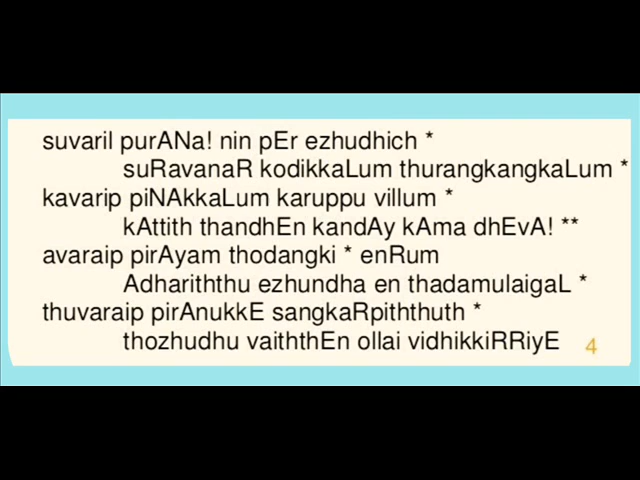 suvaril purANa! nin pEr ezhudhich *
suRavanaR kodikkaLum thurangkangkaLum *
kavarip piNAkkaLum karuppu villum *
kAttith thandhEn kandAy kAma dhEvA! **
avaraip pirAyam thodangki * enRum
Adhariththu ezhundha en thadamulaigaL *
thuvaraip pirAnukkE sangkaRpiththuth *
thozhudhu vaiththEn ollai vidhikkiRRiyE 4